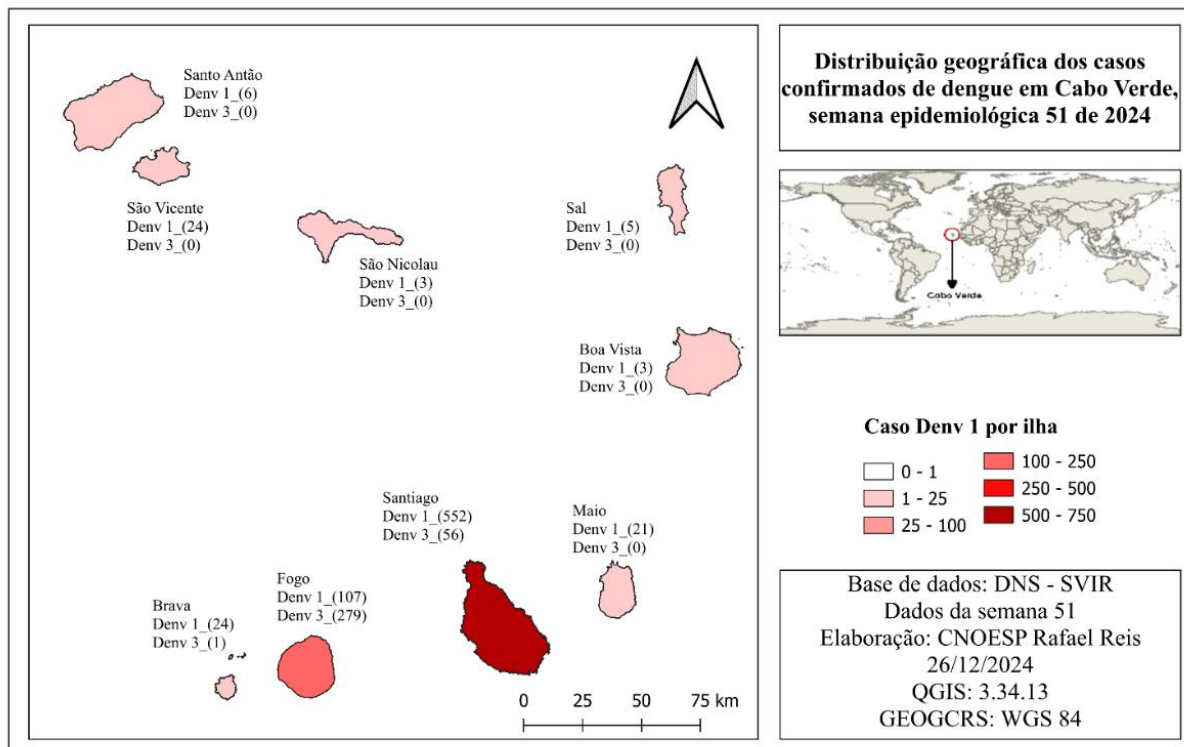 Santo Antão
Denv 1_(6)
Denv 3_(0)
São Vicente
Denv 1_(24)
Denv 3_(0)
São Nicolau
Denv 1_(3)
Denv 3_(0)
Sal
Denv 1_(5)
Denv 3_(0)
Boa Vista
Denv 1_(3)
Denv 3_(0)
Santiago
Denv 1_(552)
Denv 3_(56)
Maio
Denv 1_(21)
Denv 3_(0)
Fogo
Denv 1_(107)
Denv 3_(279)
Brava
Denv 1_(24)
Denv 3_(1)
0 25 50 75 km
Distribuição geográfica dos casos
confirmados de dengue em Cabo Verde,
semana epidemiológica 51 de 2024
Cabo Verde
Caso Denv 1 por ilha
0 - 1
1 - 25
25 - 100
100 - 250
250 - 500
500 - 750
Base de dados: DNS - SVIR
Dados da semana 51
Elaboração: CNOESP Rafael Reis
26/12/2024
QGIS: 3.34.13
GEOGCRS: WGS 84